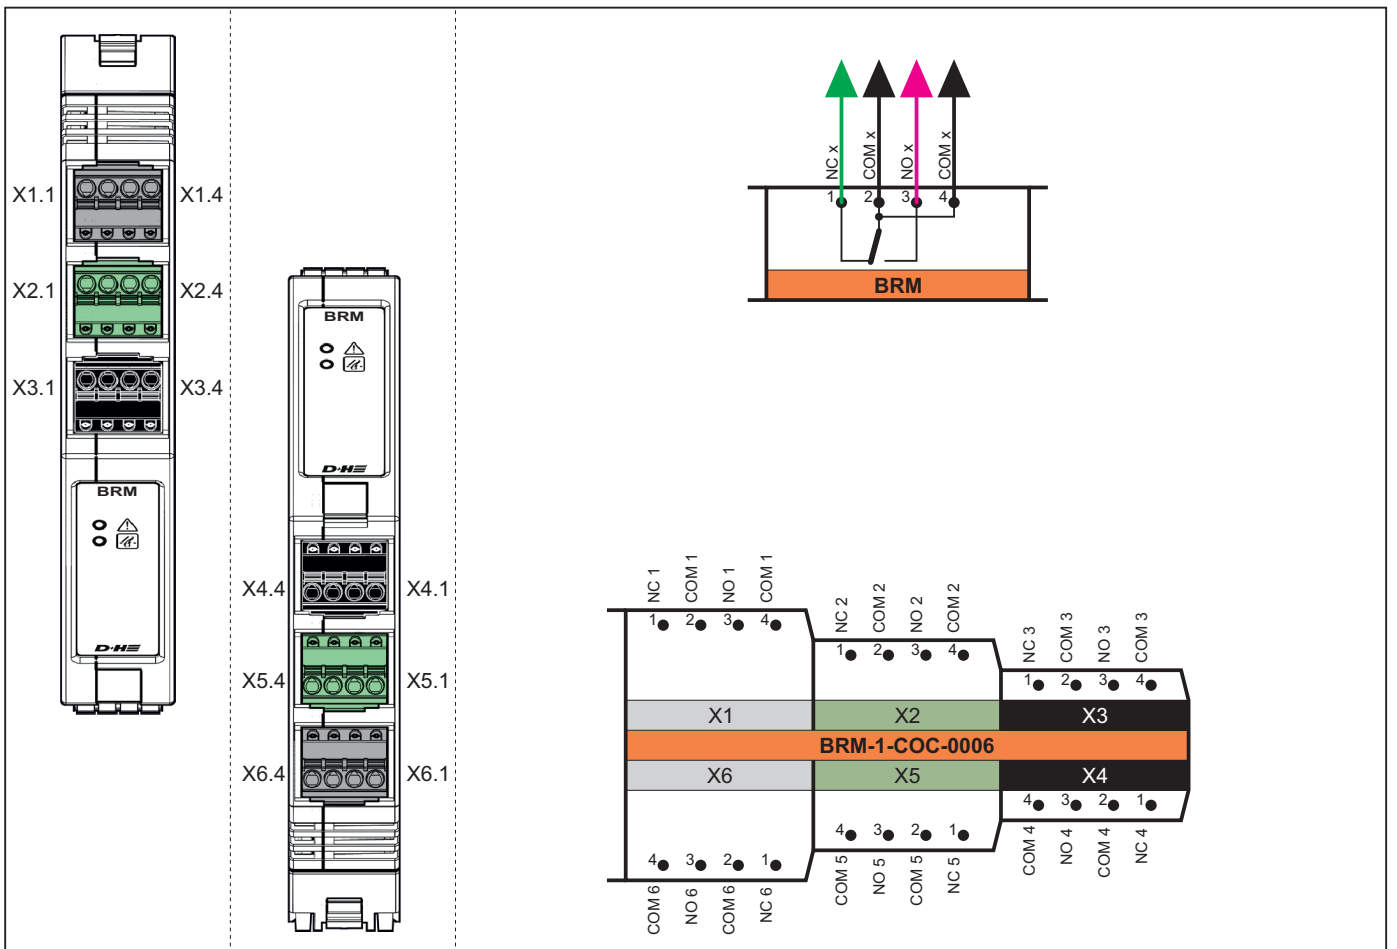 X1.1
X1.4
X2.1
X2.4
X3.1
X3.4
BRM
D+H
BRM
D+H
X4.4
X4.1
X5.4
X5.1
X6.4
X6.1
NC x
COM x
NO x
COM x
1
2
3
4
BRM
NC 1
COM 1
NO 1
COM 1
1
2
3
4
NC 2
COM 2
NO 2
COM 2
1
2
3
4
NC 3
COM 3
NO 3
COM 3
1
2
3
4
X1
X2
X3
BRM-1-COC-0006
X6
X5
X4
4
3
2
1
COM 6
NO 6
COM 6
NC 6
4
3
2
1
COM 5
NO 5
COM 5
NC 5
4
3
2
1
COM 4
NO 4
COM 4
NC 4